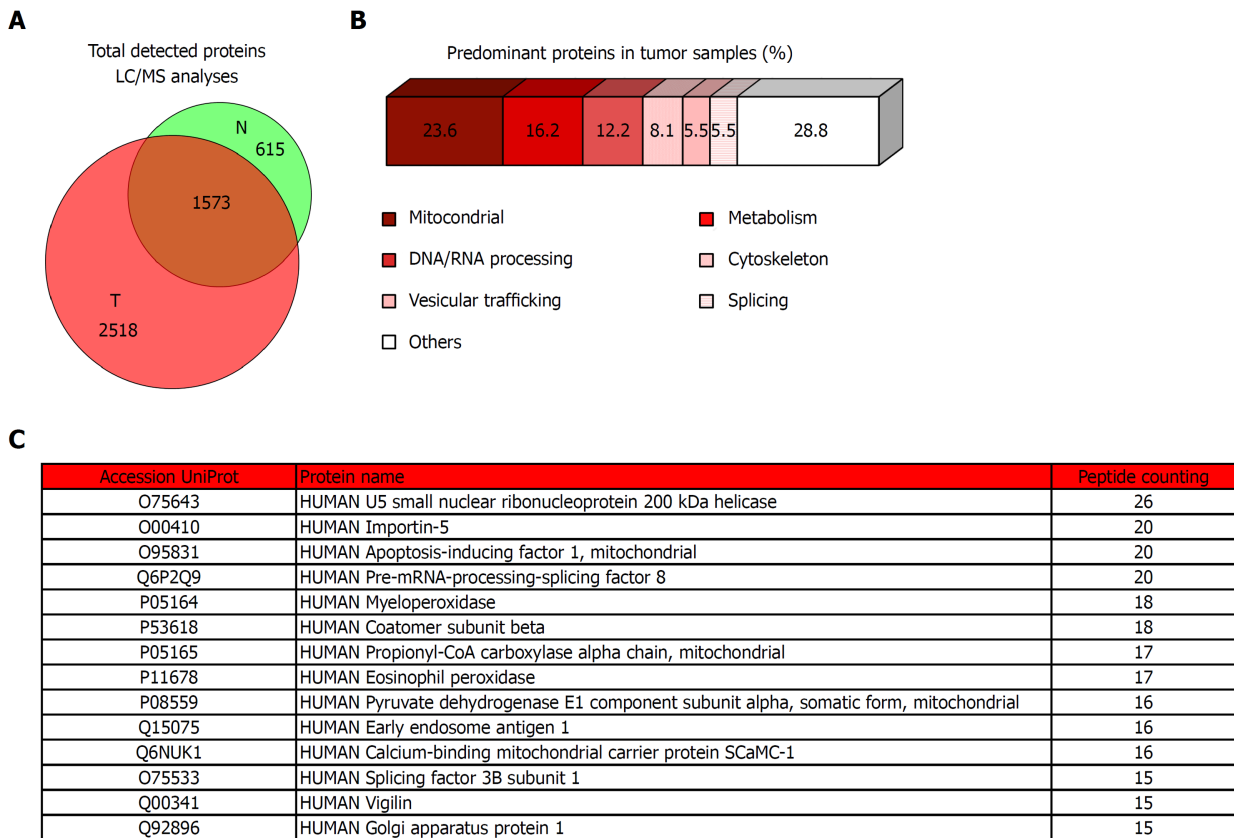 A
Total detected proteins
LC/MS analyses
N
615
1573
T
2518
B
Predominant proteins in tumor samples (%)
23.6 16.2 12.2 8.1 5.5 5.5 28.8
Mitocondrial Metabolism
DNA/RNA processing Cytoskeleton
Vesicular trafficking Splicing
Others
C
Accession UniProt Protein name Peptide counting
O75643 HUMAN U5 small nuclear ribonucleoprotein 200 kDa helicase 26
O00410 HUMAN Importin-5 20
O95831 HUMAN Apoptosis-inducing factor 1, mitochondrial 20
Q6P2Q9 HUMAN Pre-mRNA-processing-splicing factor 8 20
P05164 HUMAN Myeloperoxidase 18
P53618 HUMAN Coatomer subunit beta 18
P05165 HUMAN Propionyl-CoA carboxylase alpha chain, mitochondrial 17
P11678 HUMAN Eosinophil peroxidase 17
P08559 HUMAN Pyruvate dehydrogenase E1 component subunit alpha, somatic form, mitochondrial 16
Q15075 HUMAN Early endosome antigen 1 16
Q6NUK1 HUMAN Calcium-binding mitochondrial carrier protein SCaMC-1 16
O75533 HUMAN Splicing factor 3B subunit 1 15
Q00341 HUMAN Vigilin 15
Q92896 HUMAN Golgi apparatus protein 1 15